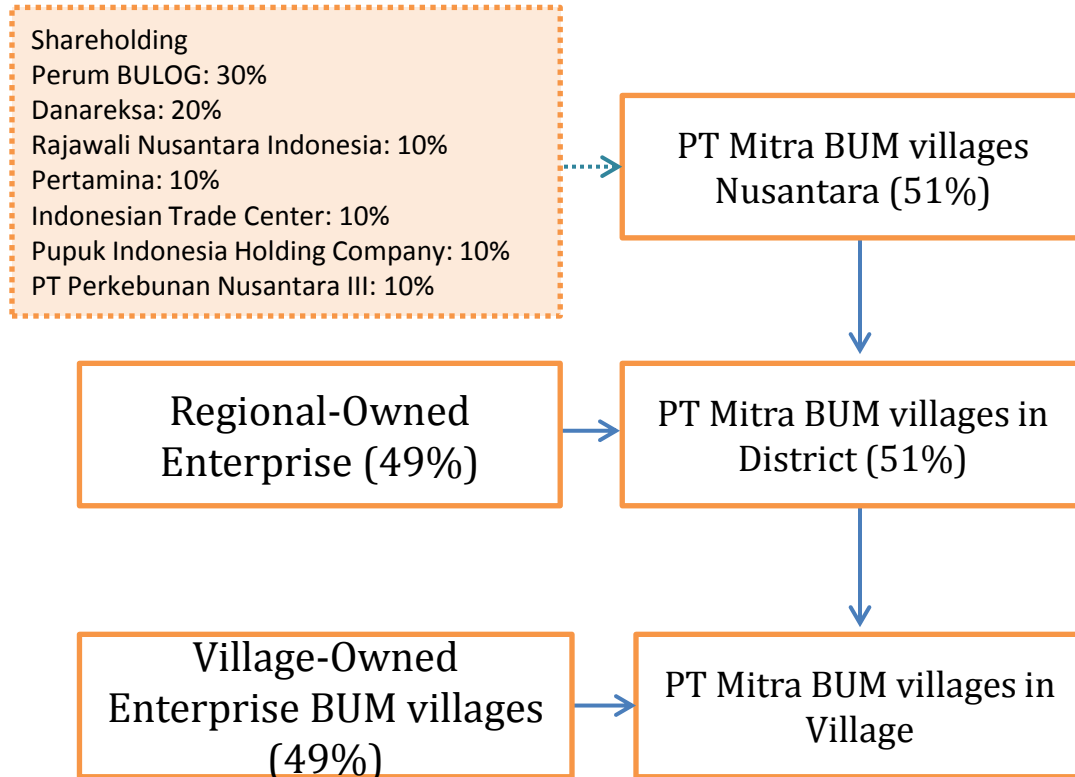 Shareholding
Perum BULOG: 30%
Danareksa: 20%
Rajawali Nusantara Indonesia: 10%
Pertamina: 10%
Indonesian Trade Center: 10%
Pupuk Indonesia Holding Company: 10%
PT Perkebunan Nusantara III: 10%
PT Mitra BUM villages
Nusantara (51%)
Regional-Owned
Enterprise (49%)
PT Mitra BUM villages in
District (51%)
Village-Owned
Enterprise BUM villages
(49%)
PT Mitra BUM villages in
Village